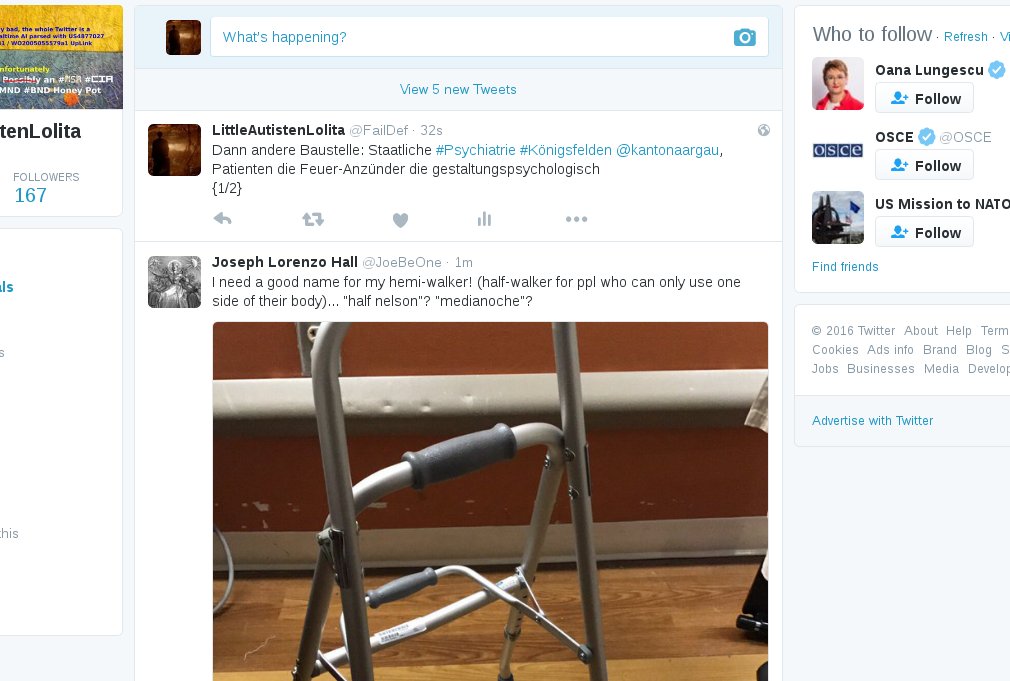 ry bad, the whole Twitter is a
altime AI parsed with US4877027
01 / WO2005055579a1 UpLink
nfortunately
Possibly an #NSA #CIA
MND #BND Honey Pot
tenLolita
FOLLOWERS
167
als
s
this
What's happening?
View 5 new Tweets
LittleAutistenLolita @FailDef · 32s
Dann andere Baustelle: Staatliche #Psychiatrie #Königsfelden @kantonaargau,
Patienten die Feuer-Anzünder die gestaltungspsychologisch
{1/2}
Joseph Lorenzo Hall @JoeBeOne · 1m
I need a good name for my hemi-walker! (half-walker for ppl who can only use one
side of their body)... "half nelson"? "medianoche"?
Who to follow · Refresh · Vi
Oana Lungescu
Follow
OSCE @OSCE
osce
Follow
US Mission to NATO
Follow
Find friends
© 2016 Twitter About Help Term
Cookies Ads info Brand Blog S
Jobs Businesses Media Develop
Advertise with Twitter